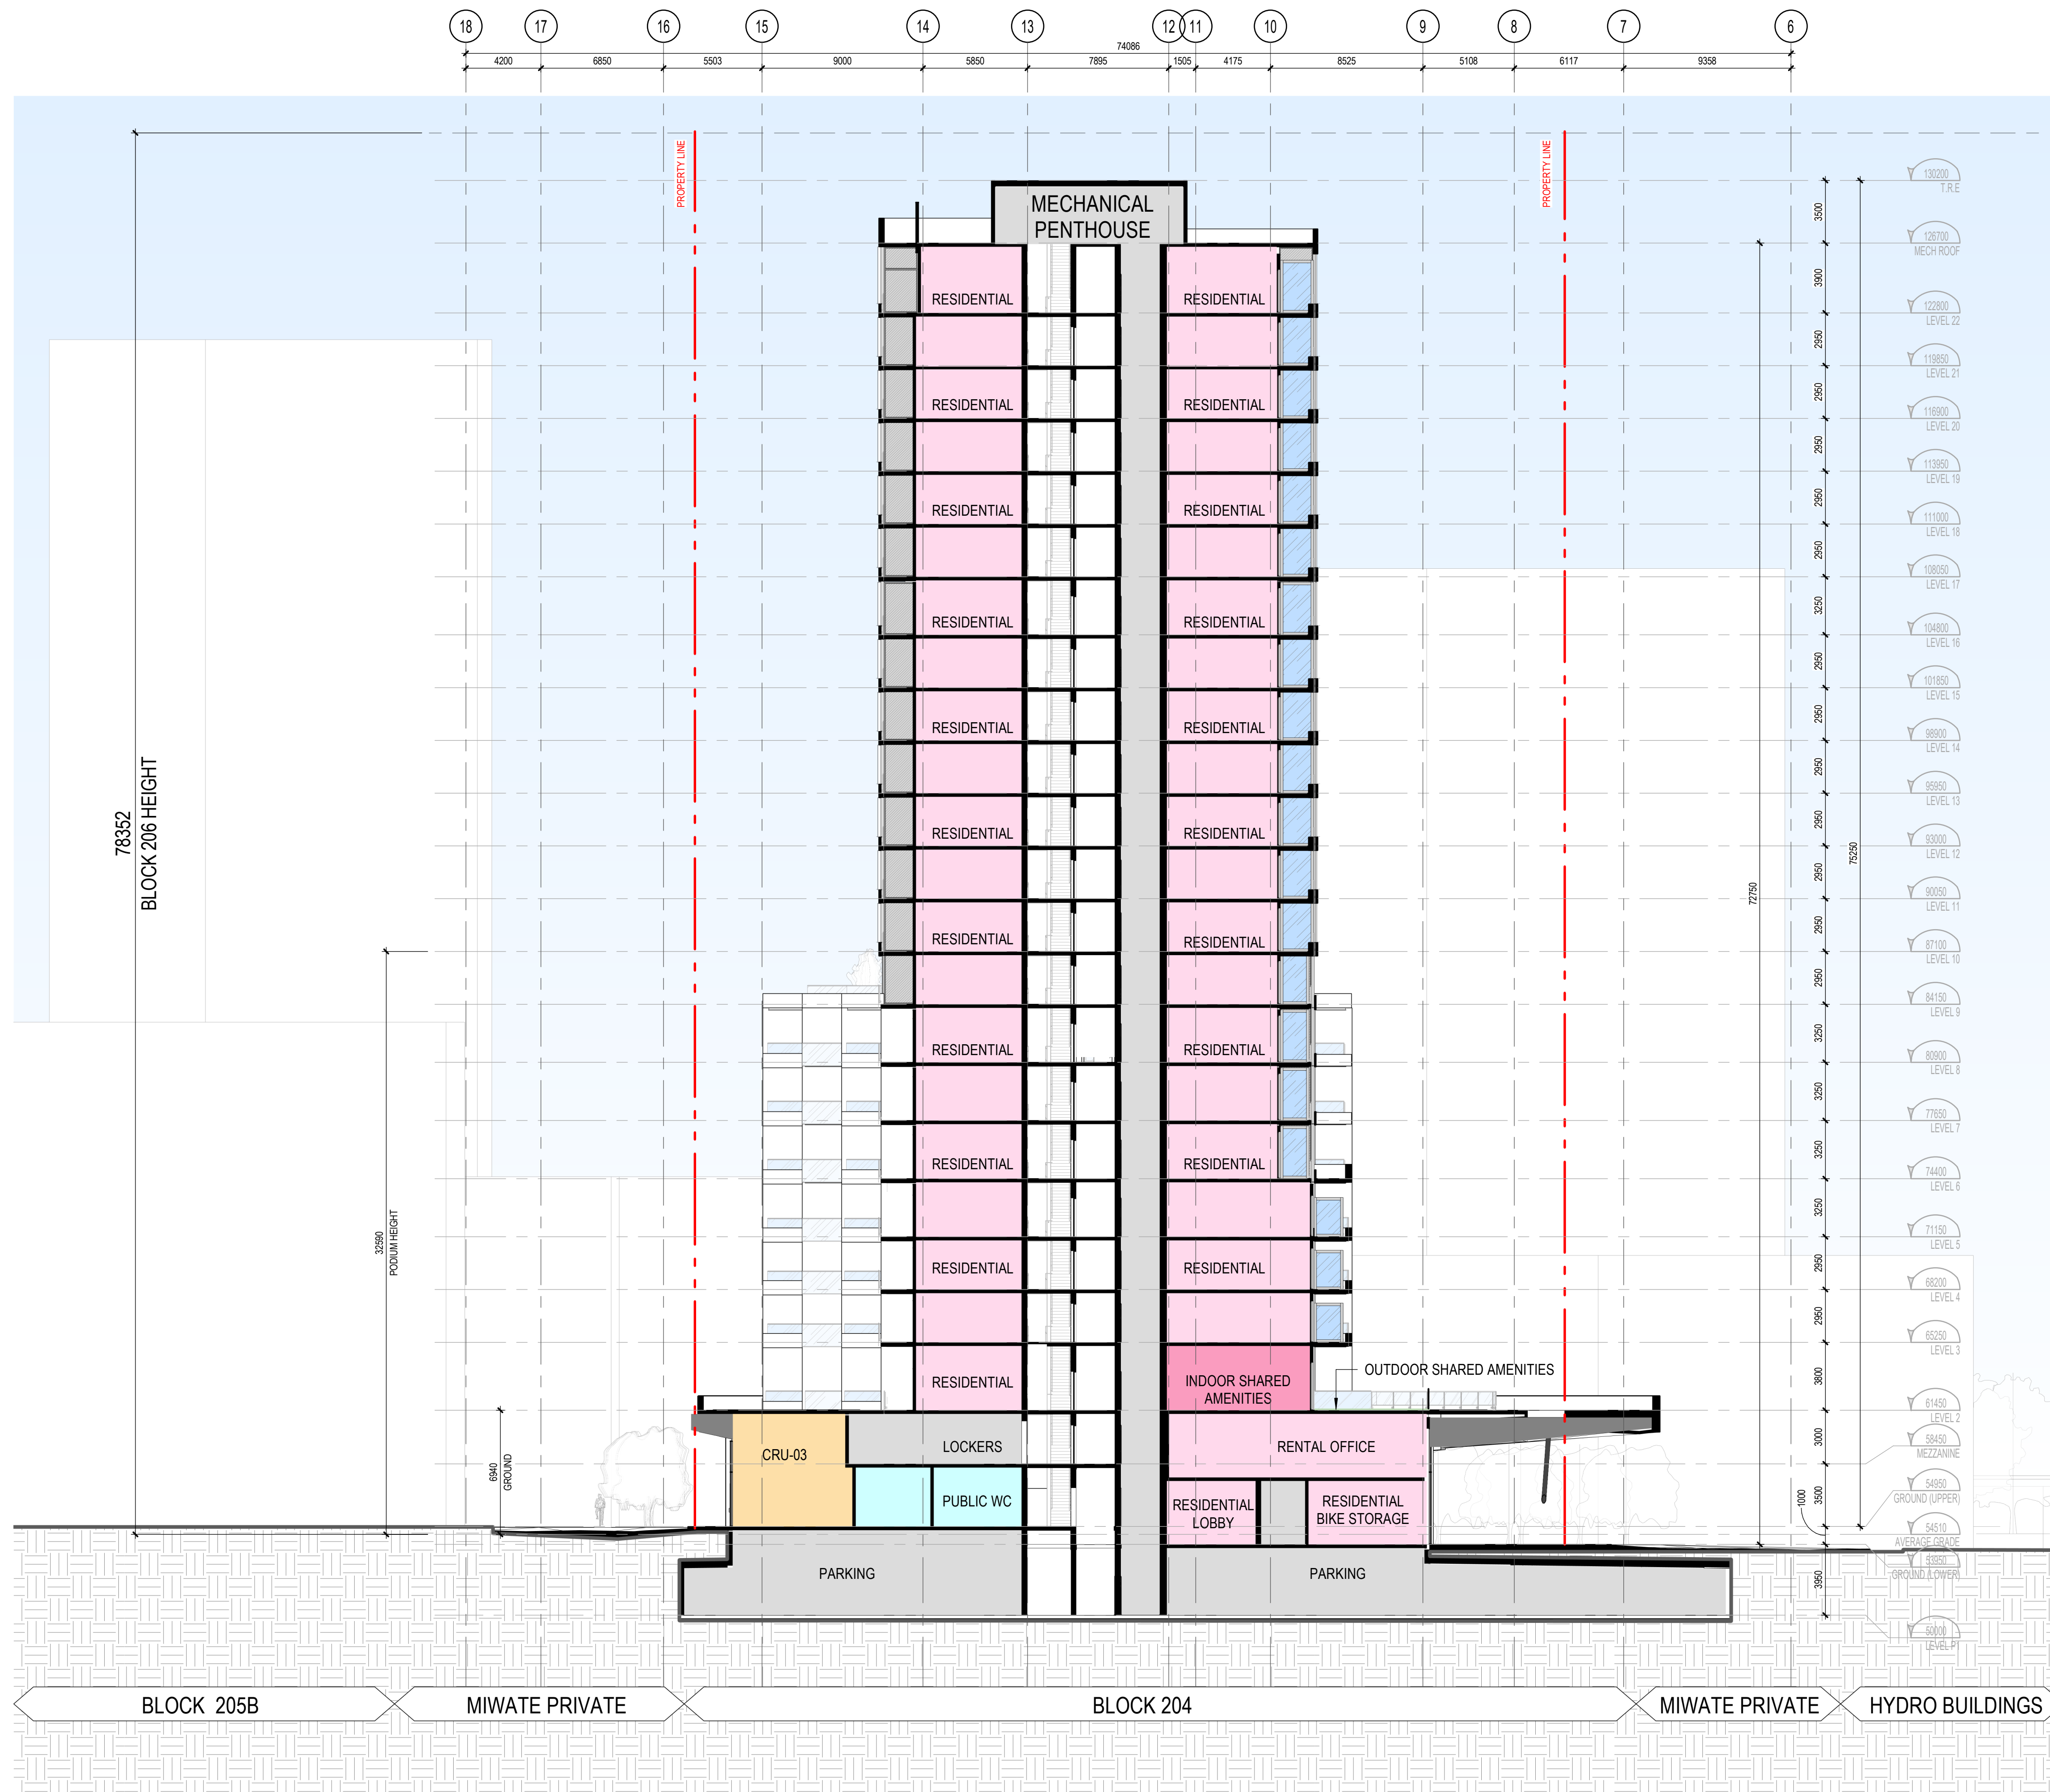 18 17 16 15 14 13 12 11 10 9 8 7 6
74086
4200 6850 5503 9000 5850 7895 1505 4175 8525 5108 6117 9358
PROPERTY LINE
PROPERTY LINE
MECHANICAL
PENTHOUSE
130200
T.R.E
3500
126700
MECH ROOF
3900
RESIDENTIAL RESIDENTIAL
122800
LEVEL 22
2950
119850
LEVEL 21
2950
RESIDENTIAL RESIDENTIAL
116900
LEVEL 20
2950
113950
LEVEL 19
2950
RESIDENTIAL RESIDENTIAL
111000
LEVEL 18
2950
108050
LEVEL 17
3250
RESIDENTIAL RESIDENTIAL
104800
LEVEL 16
2950
101850
LEVEL 15
2950
RESIDENTIAL RESIDENTIAL
98900
LEVEL 14
2950
95950
LEVEL 13
2950
RESIDENTIAL RESIDENTIAL
93000
LEVEL 12
2950
90050
LEVEL 11
2950
RESIDENTIAL RESIDENTIAL
87100
LEVEL 10
2950
84150
LEVEL 9
3250
RESIDENTIAL RESIDENTIAL
80900
LEVEL 8
3250
77650
LEVEL 7
3250
RESIDENTIAL RESIDENTIAL
74400
LEVEL 6
3250
71150
LEVEL 5
2950
RESIDENTIAL RESIDENTIAL
68200
LEVEL 4
2950
65250
LEVEL 3
3800
RESIDENTIAL
INDOOR SHARED
AMENITIES
OUTDOOR SHARED AMENITIES
61450
LEVEL 2
3000
58450
MEZZANINE
3500
54950
GROUND (UPPER)
1000
54510
AVERAGE GRADE
53950
GROUND (LOWER)
3950
50000
LEVEL P1
72750
75250
78352
BLOCK 206 HEIGHT
32590
PODIUM HEIGHT
6940
GROUND
CRU-03
LOCKERS
RENTAL OFFICE
PUBLIC WC
RESIDENTIAL
LOBBY
RESIDENTIAL
BIKE STORAGE
PARKING
PARKING
BLOCK 205B
MIWATE PRIVATE
BLOCK 204
MIWATE PRIVATE
HYDRO BUILDINGS